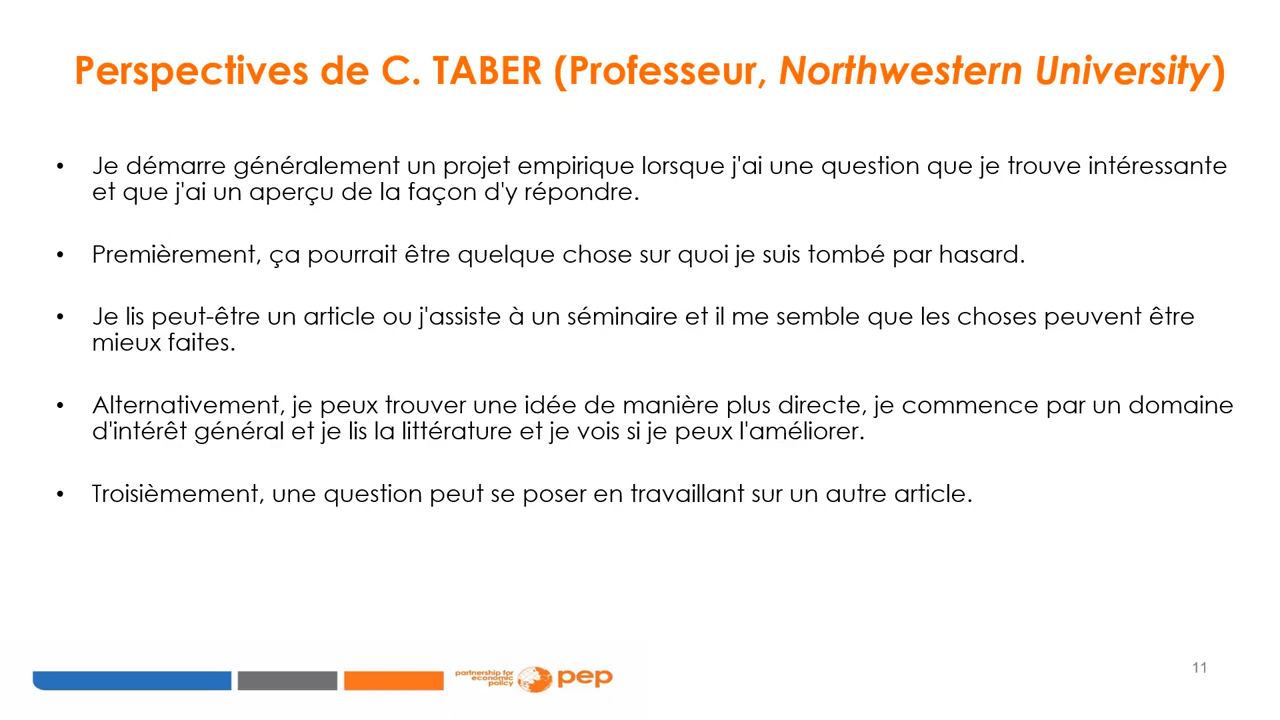 Perspectives de C. TABER (Professeur, Northwestern University)
• Je démarre généralement un projet empirique lorsque j'ai une question que je trouve intéressante
et que j'ai un aperçu de la façon d'y répondre.
• Premièrement, ça pourrait être quelque chose sur quoi je suis tombé par hasard.
• Je lis peut-être un article ou j'assiste à un séminaire et il me semble que les choses peuvent être
mieux faites.
• Alternativement, je peux trouver une idée de manière plus directe, je commence par un domaine
d'intérêt général et je lis la littérature et je vois si je peux l'améliorer.
• Troisièmement, une question peut se poser en travaillant sur un autre article.
partnership for
economic
policy
pep
11